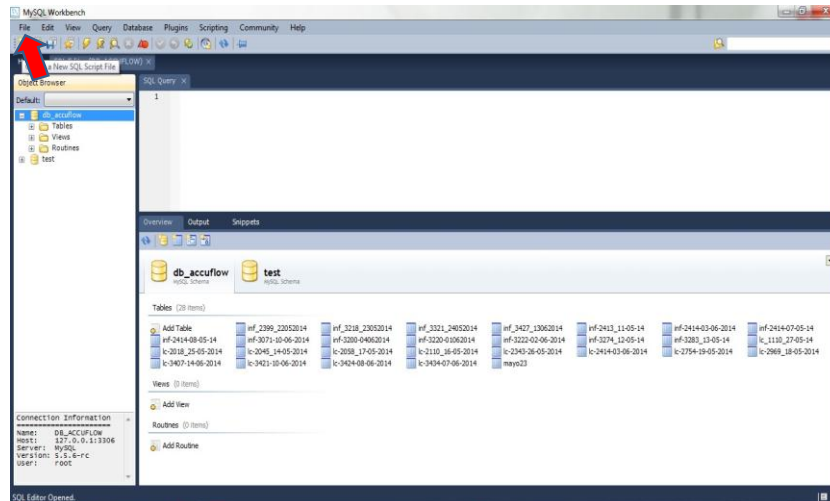 MySQL Workbench
File Edit View Query Database Plugins Scripting Community Help
a New SQL Script File
Object Browser
SQL Query
Default:
1
db_accuflow
Tables
Views
Routines
test
Overview Output Snippets
db_accuflow
MySQL Schema
test
MySQL Schema
Tables (28 items)
Add Table inf_2399_22052014 inf_3218_23052014 inf_3321_24052014 inf_3427_13062014 inf-2413_11-05-14 inf-2414-03-06-2014 inf-2414-07-05-14
inf-2414-08-05-14 inf-3071-10-06-2014 inf-3200-04062014 inf-3220-01062014 inf-3222-02-06-2014 inf-3274_12-05-14 inf-3283_13-05-14 lc_1110_27-05-14
lc-2018_25-05-2014 lc-2045_14-05-2014 lc-2058_17-05-2014 lc-2110_16-05-2014 lc-2343-26-05-2014 lc-2414-03-06-2014 lc-2754-19-05-2014 lc-2969_18-05-2014
lc-3407-14-06-2014 lc-3421-10-06-2014 lc-3424-08-06-2014 lc-3434-07-06-2014 mayo23
Views (0 items)
Add View
Routines (0 items)
Add Routine
Connection Information
Name: DB_ACCUFLOW
Host: 127.0.0.1:3306
Server: MySQL
Version: 5.5.6-rc
User: root
SQL Editor Opened.